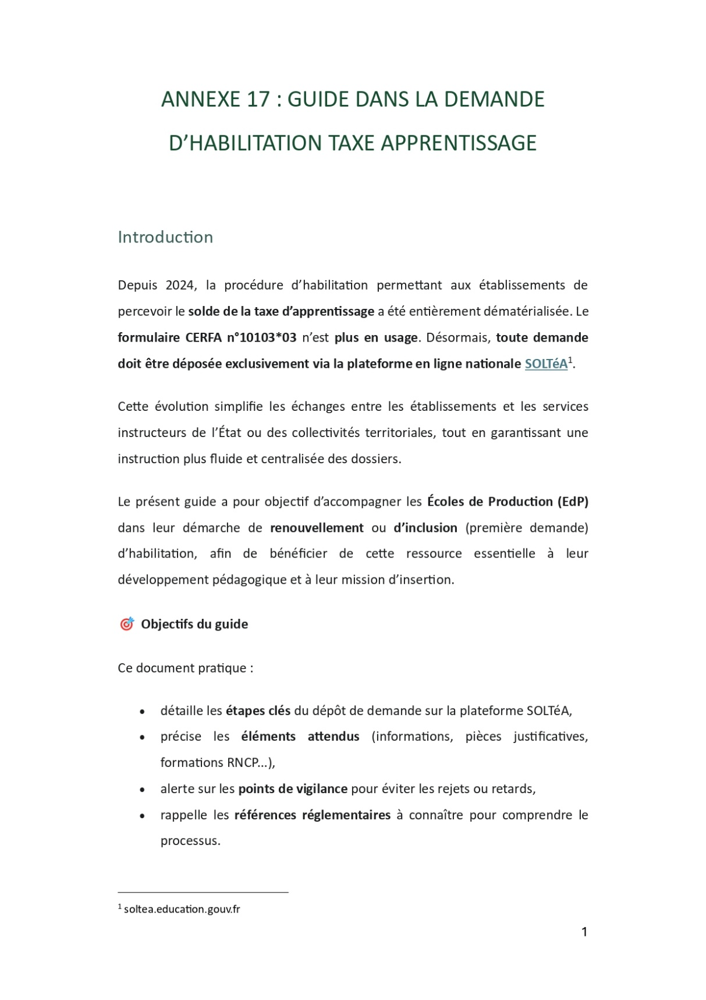 ANNEXE 17 : GUIDE DANS LA DEMANDE
D’HABILITATION TAXE APPRENTISSAGE
Introduction
Depuis 2024, la procédure d’habilitation permettant aux établissements de
percevoir le solde de la taxe d’apprentissage a été entièrement dématérialisée. Le
formulaire CERFA n°10103*03 n’est plus en usage. Désormais, toute demande
doit être déposée exclusivement via la plateforme en ligne nationale SOLTéA¹.
Cette évolution simplifie les échanges entre les établissements et les services
instructeurs de l’État ou des collectivités territoriales, tout en garantissant une
instruction plus fluide et centralisée des dossiers.
Le présent guide a pour objectif d’accompagner les Écoles de Production (EdP)
dans leur démarche de renouvellement ou d’inclusion (première demande)
d’habilitation, afin de bénéficier de cette ressource essentielle à leur
développement pédagogique et à leur mission d’insertion.
🎯 Objectifs du guide
Ce document pratique :
• détaille les étapes clés du dépôt de demande sur la plateforme SOLTéA,
• précise les éléments attendus (informations, pièces justificatives,
formations RNCP...),
• alerte sur les points de vigilance pour éviter les rejets ou retards,
• rappelle les références réglementaires à connaître pour comprendre le
processus.
¹ soltea.education.gouv.fr
1